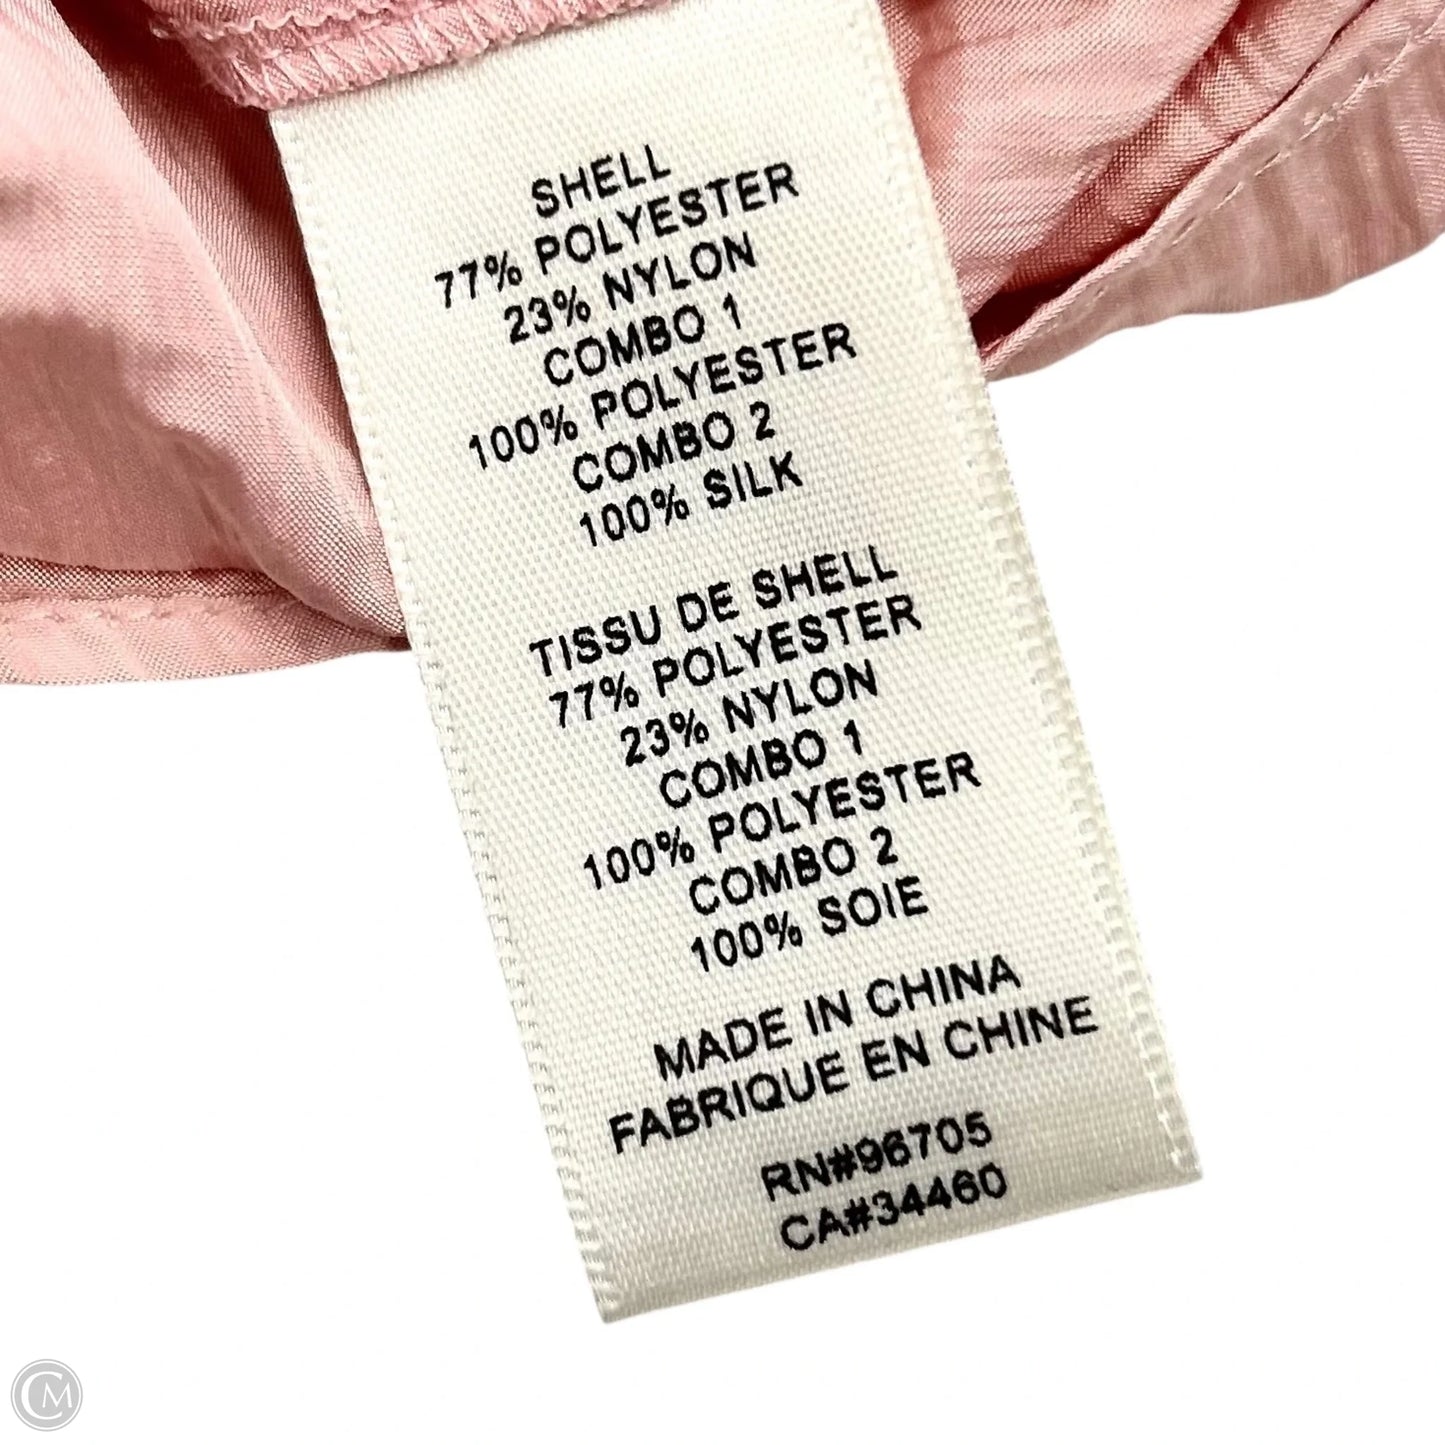 SHELL
77% POLYESTER
23% NYLON
COMBO 1
100% POLYESTER
COMBO 2
100% SILK
TISSU DE SHELL
77% POLYESTER
23% NYLON
COMBO 1
100% POLYESTER
COMBO 2
100% SOIE
MADE IN CHINA
FABRIQUE EN CHINE
RN#96705
CA#34460
CM